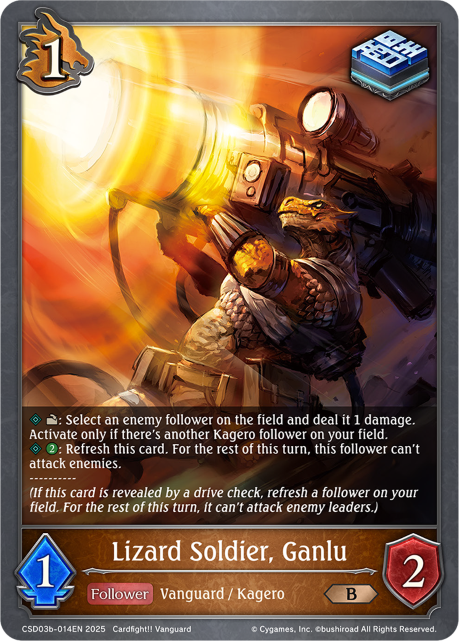 1
: Select an enemy follower on the field and deal it 1 damage.
Activate only if there's another Kagero follower on your field.
2: Refresh this card. For the rest of this turn, this follower can't
attack enemies.
----------
(If this card is revealed by a drive check, refresh a follower on your
field. For the rest of this turn, it can't attack enemy leaders.)
Lizard Soldier, Ganlu
1
Follower Vanguard / Kagero
B
2
CSD03b-014EN 2025 Cardfight!! Vanguard © Cygames, Inc. ©bushiroad All Rights Reserved.